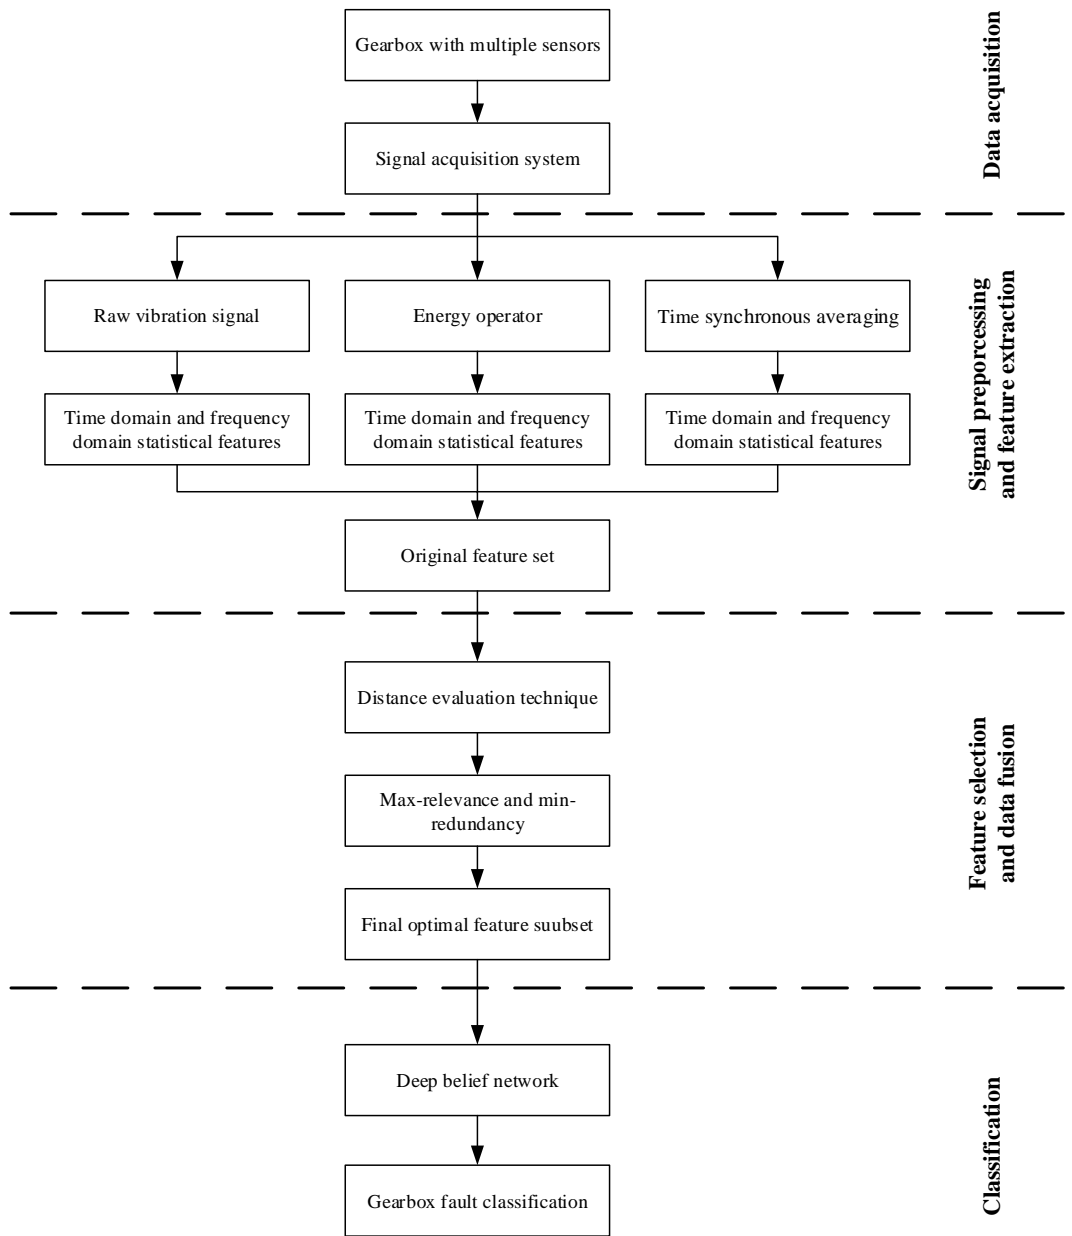 Gearbox with multiple sensors
Signal acquisition system
Data acquisition
Raw vibration signal
Energy operator
Time synchronous averaging
Time domain and frequency
domain statistical features
Time domain and frequency
domain statistical features
Time domain and frequency
domain statistical features
Original feature set
Signal preporcessing
and feature extraction
Distance evaluation technique
Max-relevance and min-
redundancy
Final optimal feature suubset
Feature selection
and data fusion
Deep belief network
Gearbox fault classification
Classification